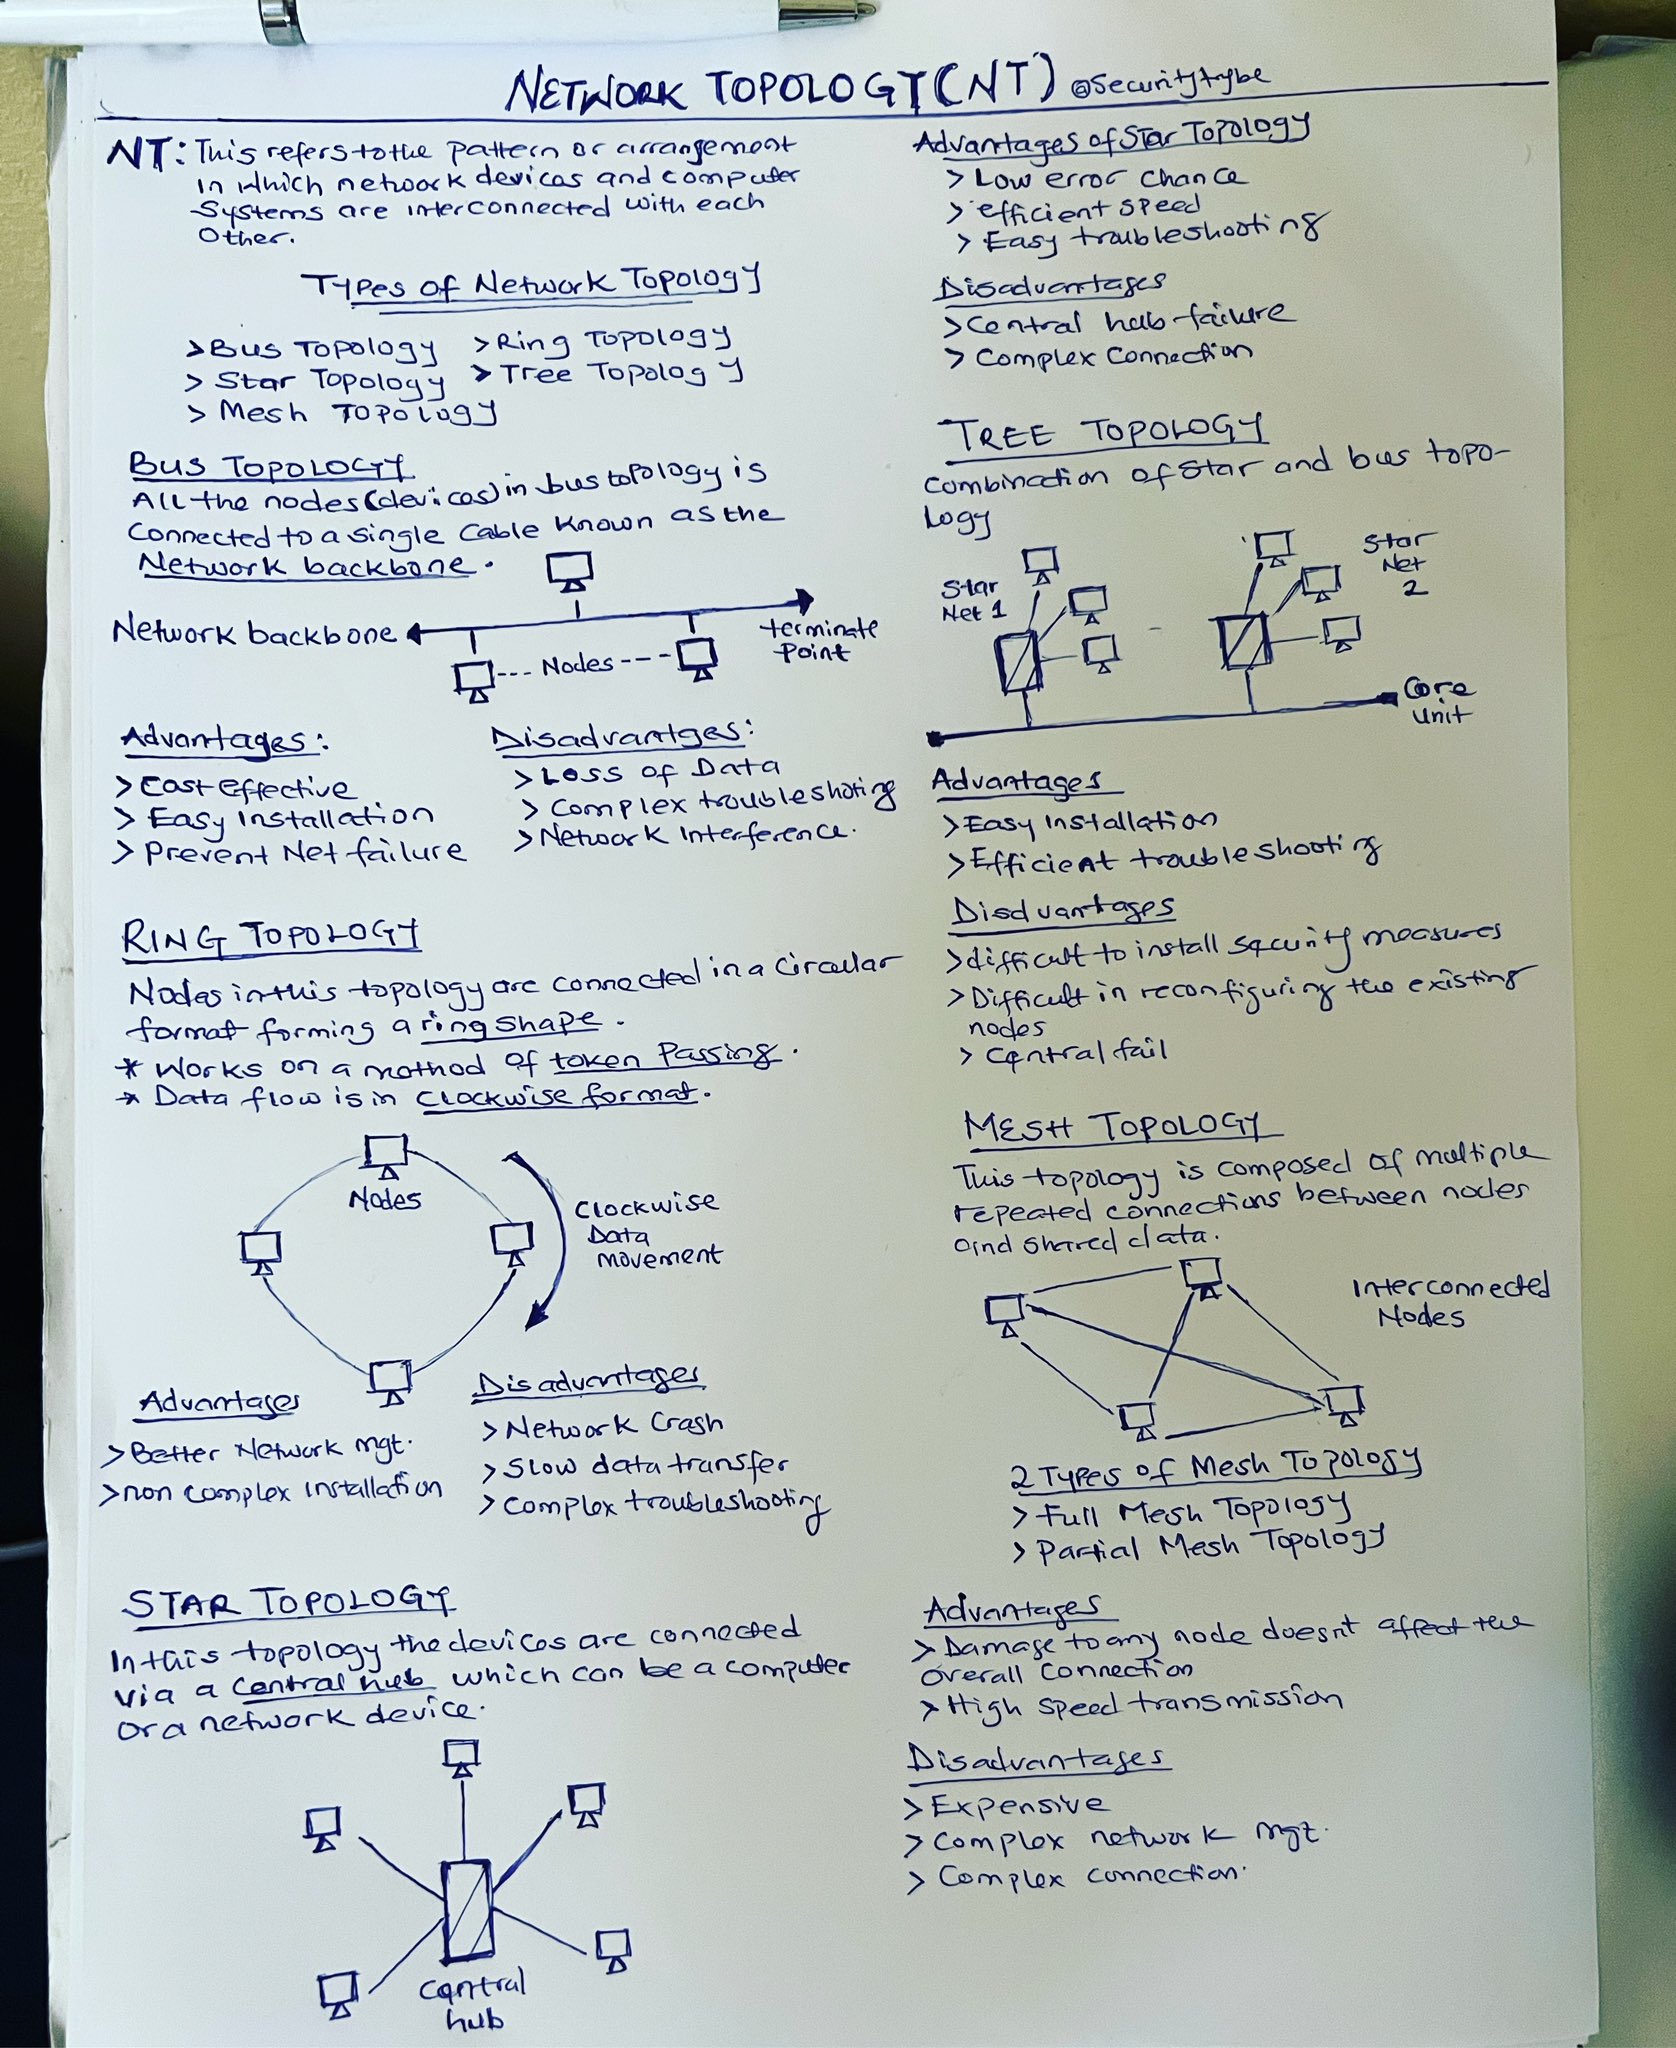 NETWORK TOPOLOGY (NT) @Securitytybe
NT: This refers to the pattern or arrangement
in which network devices and computer
systems are interconnected with each
other.
Types of Network Topology
> Bus Topology > Ring Topology
> Star Topology > Tree Topology
> Mesh Topology
BUS TOPOLOGY
All the nodes (devices) in bus topology is
connected to a single cable known as the
Network backbone.
Network backbone
terminate
point
--- Nodes ---
Advantages:
> Cost effective
> Easy installation
> Prevent Net failure
Disadvantges:
> Loss of Data
> Complex troubleshoting
> Network Interference.
RING TOPOLOGY
Nodes in this topology are connected in a circular
format forming a ring shape.
* Works on a method of token passing.
* Data flow is in clockwise format.
Nodes
Clockwise
Data
movement
Advantages
> Better Network mgt.
> non complex installation
Disadvantages
> Network Crash
> Slow data transfer
> Complex troubleshooting
STAR TOPOLOGY
In this topology the devices are connected
via a central hub which can be a computer
or a network device.
Central
hub
Advantages of Star Topology
> Low error chance
> efficient speed
> Easy troubleshooting
Disadvantages
> Central hub failure
> Complex connection
TREE TOPOLOGY
Combination of star and bus topo-
logy
Star
Net 1
Star
Net
2
Core
Unit
Advantages
> Easy installation
> Efficient troubleshooting
Disdvantages
> difficult to install security measures
> Difficult in reconfiguring the existing
nodes
> Central fail
MESH TOPOLOGY
This topology is composed of multiple
repeated connections between nodes
and shared data.
Interconnected
Nodes
2 Types of Mesh Topology
> Full Mesh Topology
> Partial Mesh Topology
Advantages
> Damage to any node doesn't affect the
overall connection
> High speed transmission
Disadvantages
> Expensive
> Complex network mgt.
> Complex connection.